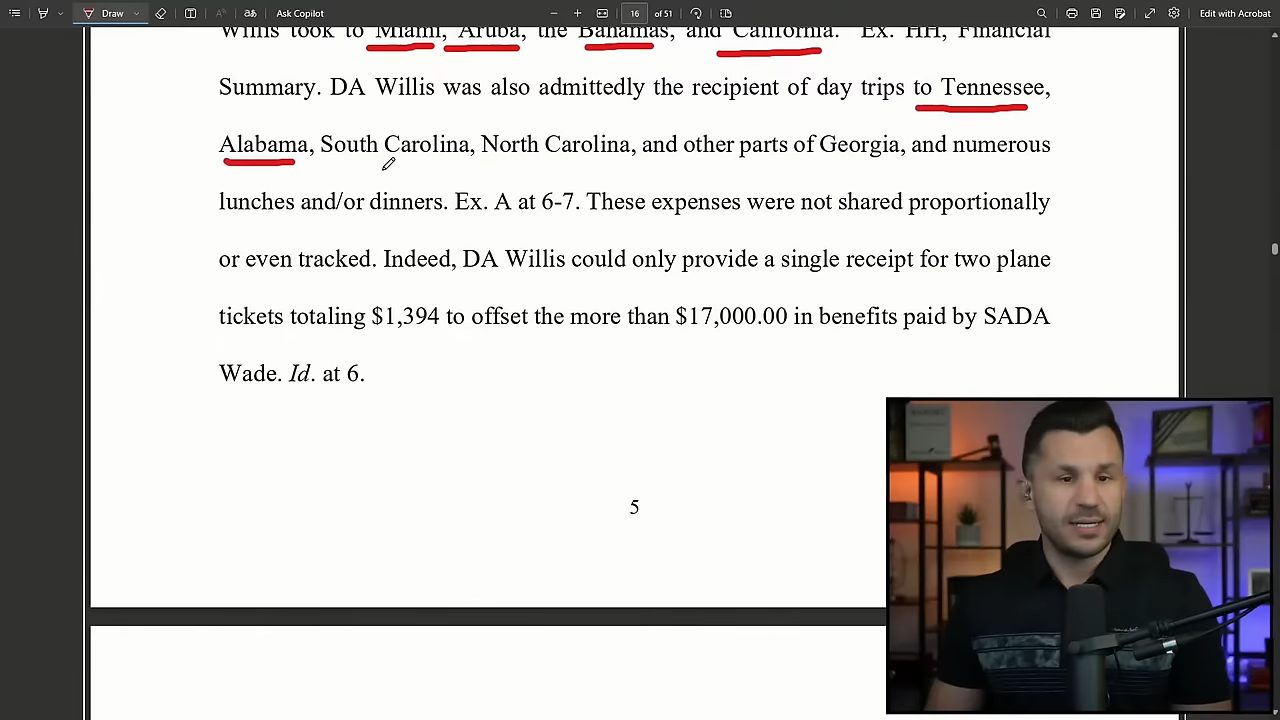 Draw
Ask Copilot
16 of 51
Edit with Acrobat
Willis took to Miami, Aruba, the Bahamas, and California. Ex. HH, Financial
Summary. DA Willis was also admittedly the recipient of day trips to Tennessee,
Alabama, South Carolina, North Carolina, and other parts of Georgia, and numerous
lunches and/or dinners. Ex. A at 6-7. These expenses were not shared proportionally
or even tracked. Indeed, DA Willis could only provide a single receipt for two plane
tickets totaling $1,394 to offset the more than $17,000.00 in benefits paid by SADA
Wade. Id. at 6.
5